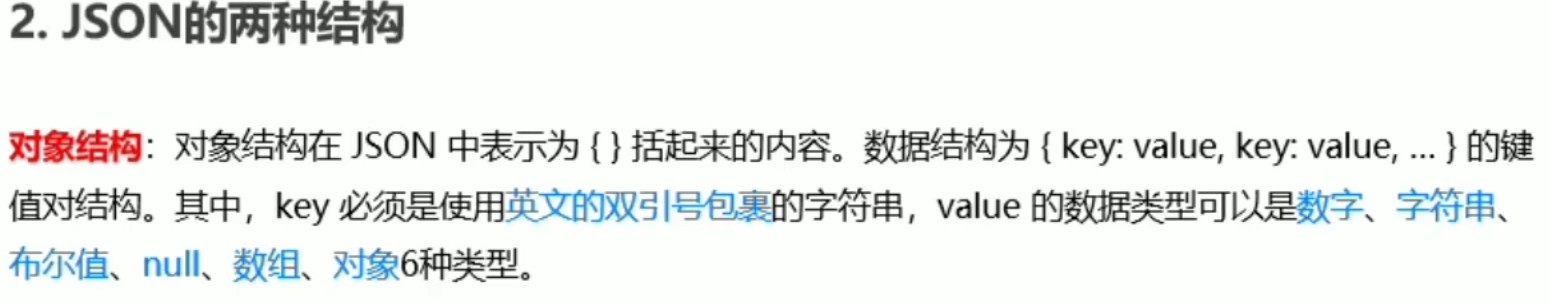 2. JSON的两种结构
对象结构：对象结构在 JSON 中表示为 { } 括起来的内容。数据结构为 { key: value, key: value, ... } 的键
值对结构。其中，key 必须是使用英文的双引号包裹的字符串，value 的数据类型可以是数字、字符串、
布尔值、null、数组、对象6种类型。